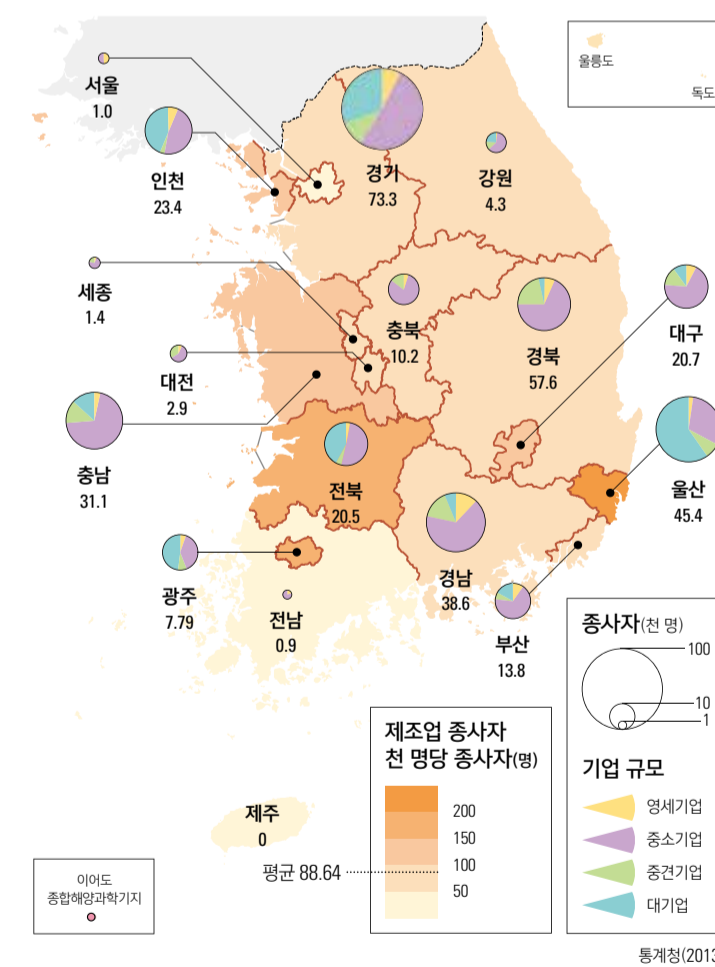 울릉도
독도
서울
1.0
인천
23.4
경기
73.3
강원
4.3
세종
1.4
충북
10.2
경북
57.6
대구
20.7
대전
2.9
충남
31.1
전북
20.5
울산
45.4
광주
7.79
전남
0.9
경남
38.6
부산
13.8
제주
0
이어도
종합해양과학기지
제조업 종사자
천 명당 종사자(명)
200
150
100
50
평균 88.64
종사자(천 명)
100
10
1
기업 규모
영세기업
중소기업
중견기업
대기업
통계청(2013